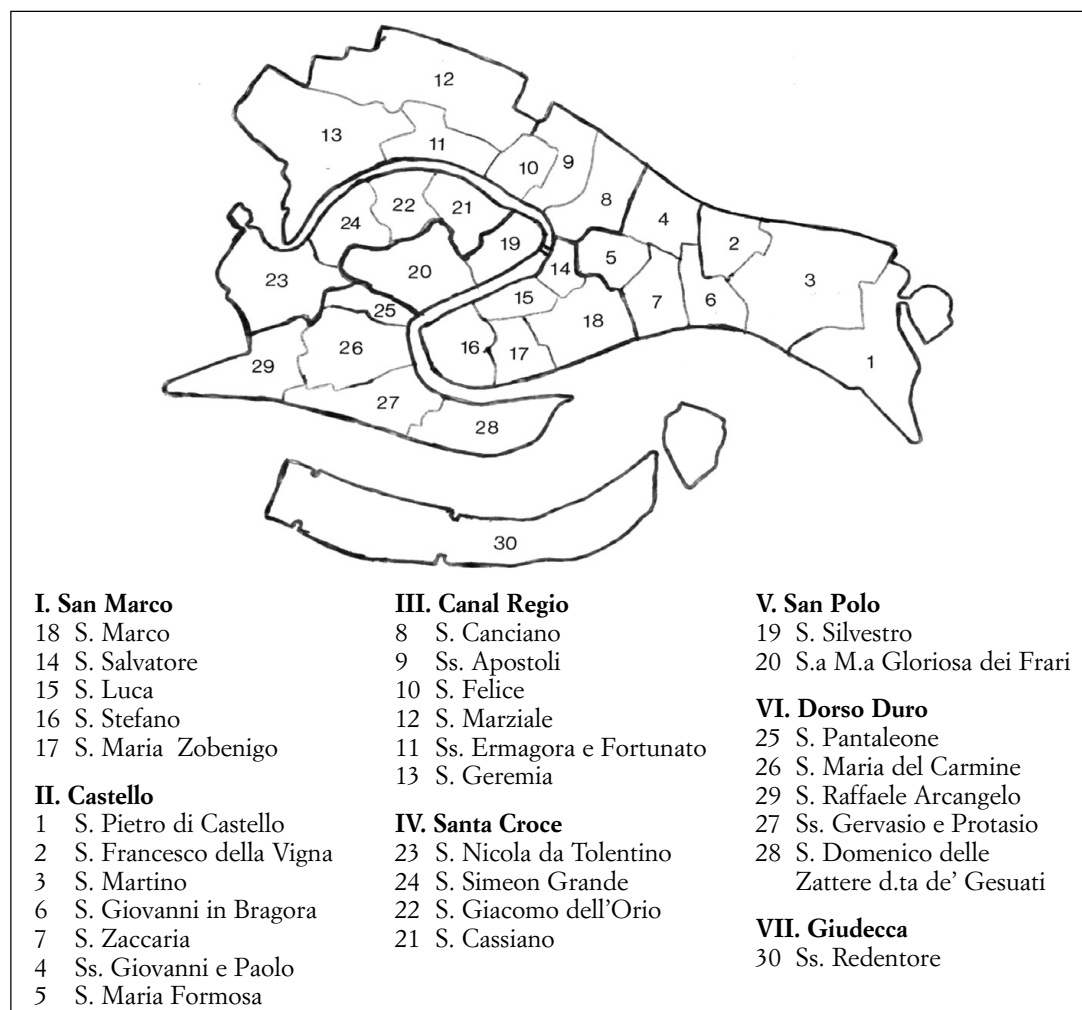 12
13
11
10
9
8
22
21
24
4
2
19
5
14
3
20
23
15
7
6
25
18
16
17
26
29
1
27
28
30
I. San Marco
18 S. Marco
14 S. Salvatore
15 S. Luca
16 S. Stefano
17 S. Maria Zobenigo
II. Castello
1 S. Pietro di Castello
2 S. Francesco della Vigna
3 S. Martino
6 S. Giovanni in Bragora
7 S. Zaccaria
4 Ss. Giovanni e Paolo
5 S. Maria Formosa
III. Canal Regio
8 S. Canciano
9 Ss. Apostoli
10 S. Felice
12 S. Marziale
11 Ss. Ermagora e Fortunato
13 S. Geremia
IV. Santa Croce
23 S. Nicola da Tolentino
24 S. Simeon Grande
22 S. Giacomo dell'Orio
21 S. Cassiano
V. San Polo
19 S. Silvestro
20 S.a M.a Gloriosa dei Frari
VI. Dorso Duro
25 S. Pantaleone
26 S. Maria del Carmine
29 S. Raffaele Arcangelo
27 Ss. Gervasio e Protasio
28 S. Domenico delle
Zattere d.ta de' Gesuati
VII. Giudecca
30 Ss. Redentore